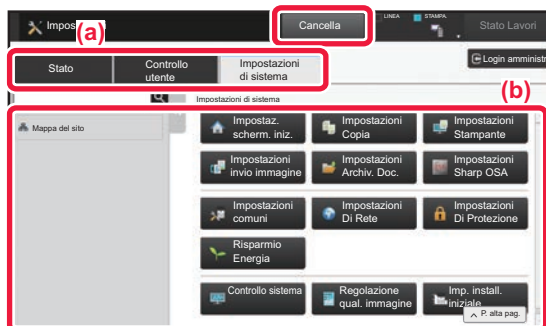 Impos
Cancella
LINEA
STAMPA
Stato Lavori
(a)
Stato
Controllo
utente
Impostazioni
di sistema
Login amministr
(b)
Impostazioni di sistema
Mappa del sito
Impostaz.
scherm. iniz.
Impostazioni
Copia
Impostazioni
Stampante
Impostazioni
invio immagine
Impostazioni
Archiv. Doc.
Impostazioni
Sharp OSA
Impostazioni
comuni
Impostazioni
Di Rete
Impostazioni
Di Protezione
Risparmio
Energia
Controllo sistema
Regolazione
qual. immagine
Imp. install.
iniziale
P. alta pag.